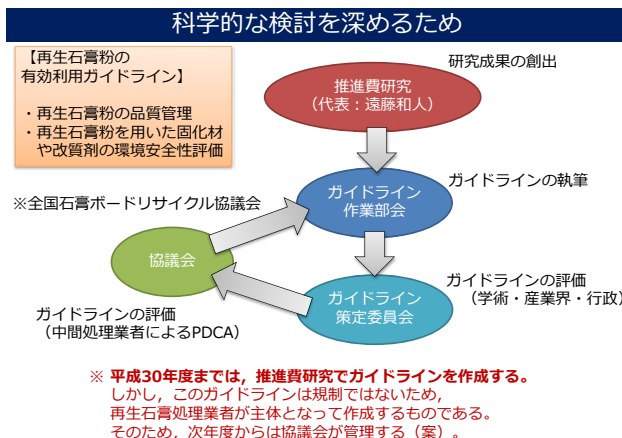 科学的な検討を深めるため
【再生石膏粉の
有効利用ガイドライン】
・再生石膏粉の品質管理
・再生石膏粉を用いた固化材
や改質剤の環境安全性評価
研究成果の創出
推進費研究
（代表：遠藤和人）
ガイドラインの執筆
ガイドライン
作業部会
※全国石膏ボードリサイクル協議会
協議会
ガイドラインの評価
（学術・産業界・行政）
ガイドライン
策定委員会
ガイドラインの評価
（中間処理業者によるPDCA）
※ 平成30年度までは，推進費研究でガイドラインを作成する。
しかし，このガイドラインは規制ではないため，
再生石膏処理業者が主体となって作成するものである。
そのため，次年度からは協議会が管理する（案）。